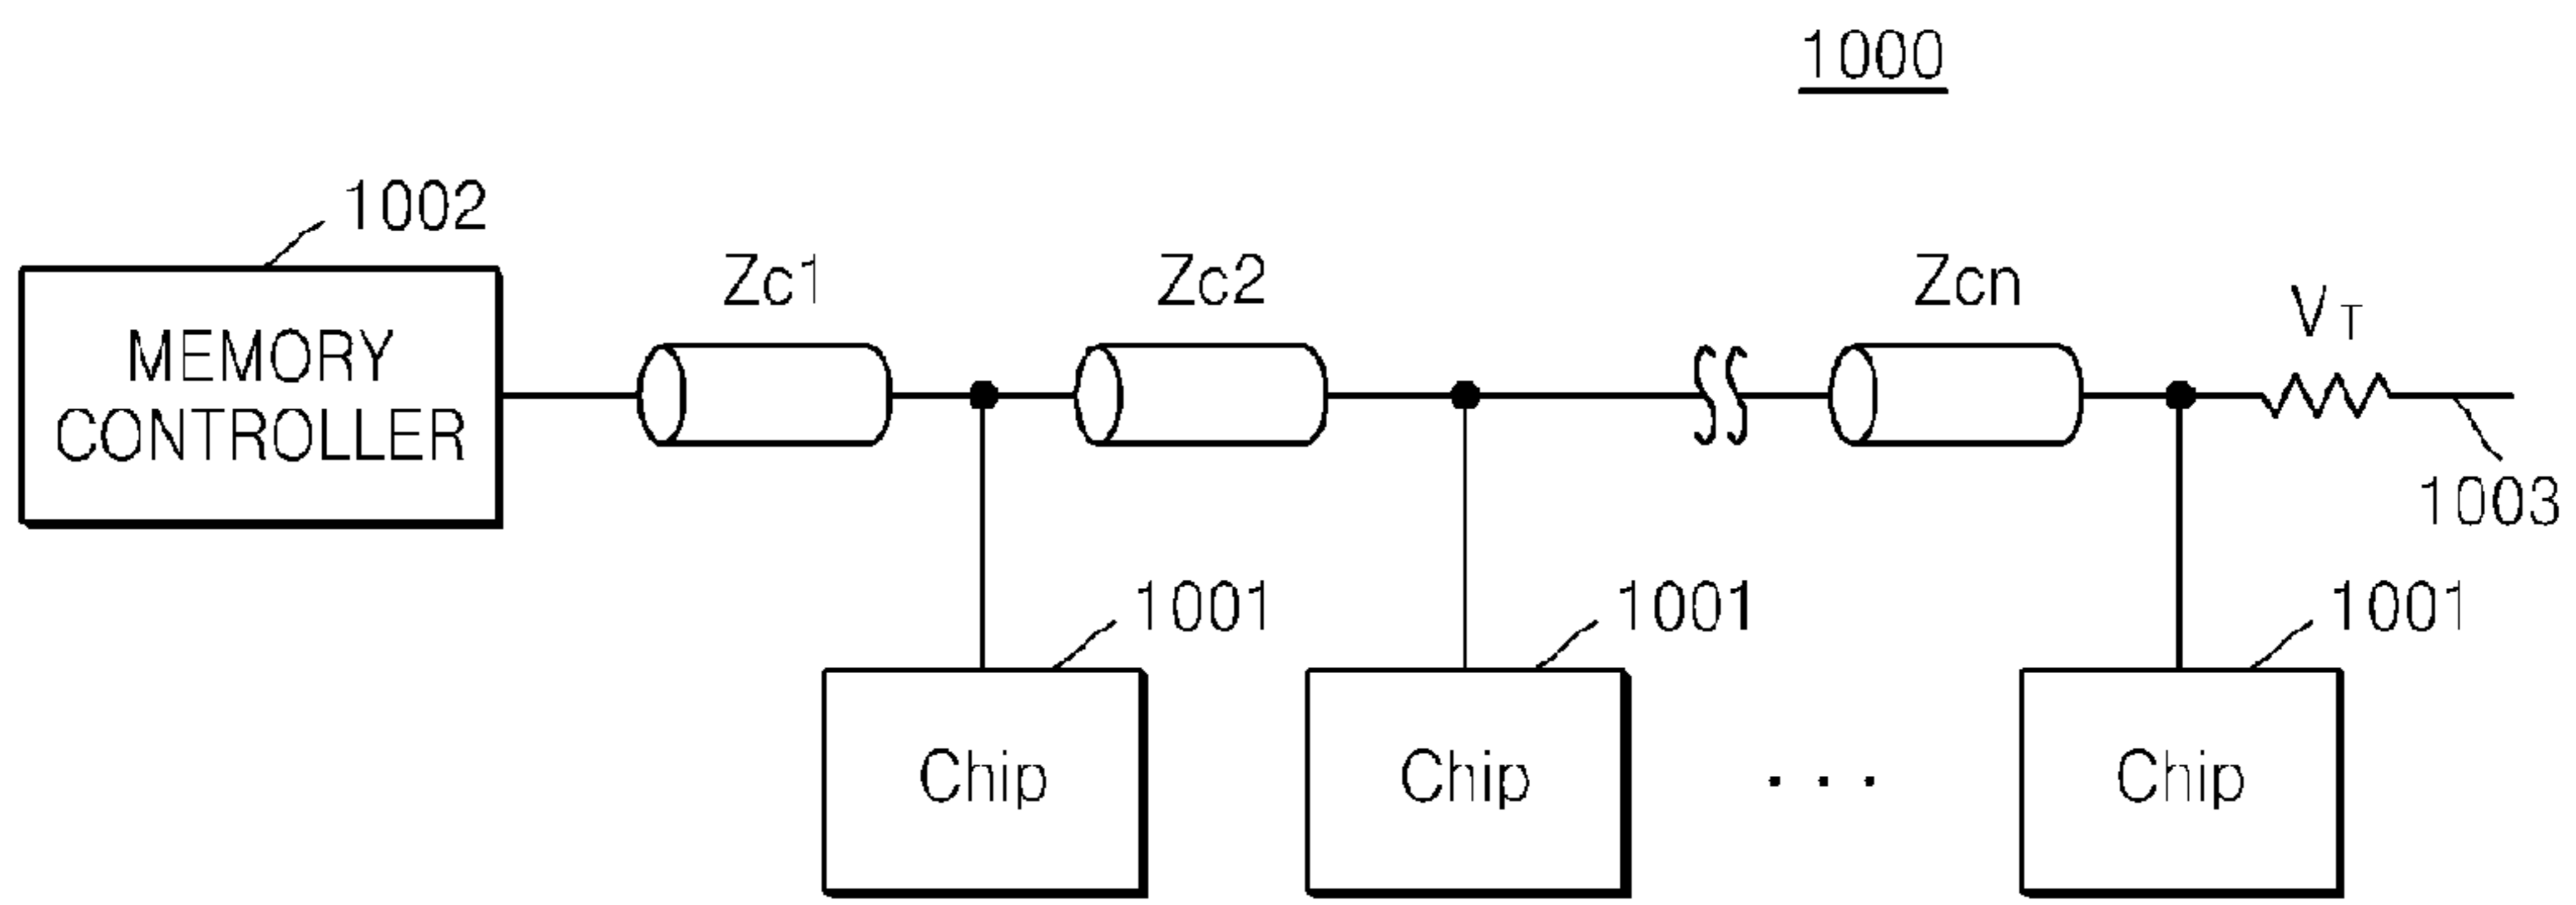 1000
1002
Zc1
Zc2
Zcn
VT
MEMORY
CONTROLLER
1003
1001
1001
1001
Chip
Chip
. . .
Chip